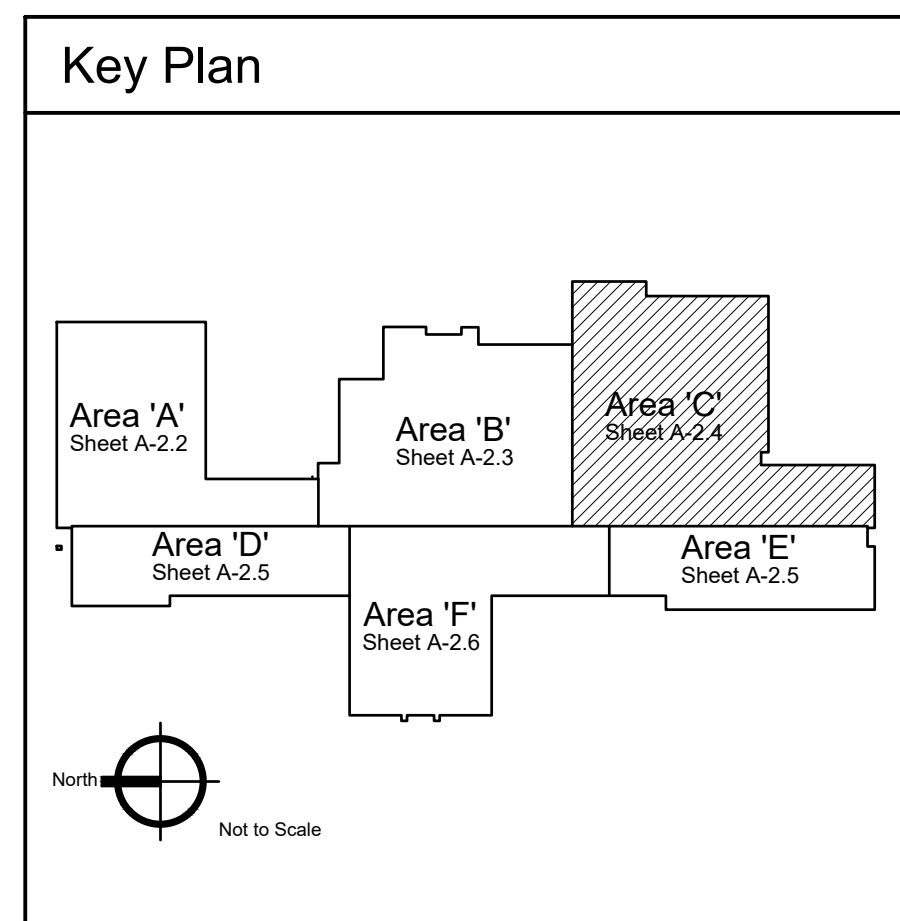 Key Plan
Area 'A'
Sheet A-2.2
Area 'B'
Sheet A-2.3
Area 'C'
Sheet A-2.4
Area 'D'
Sheet A-2.5
Area 'E'
Sheet A-2.5
Area 'F'
Sheet A-2.6
North
Not to Scale